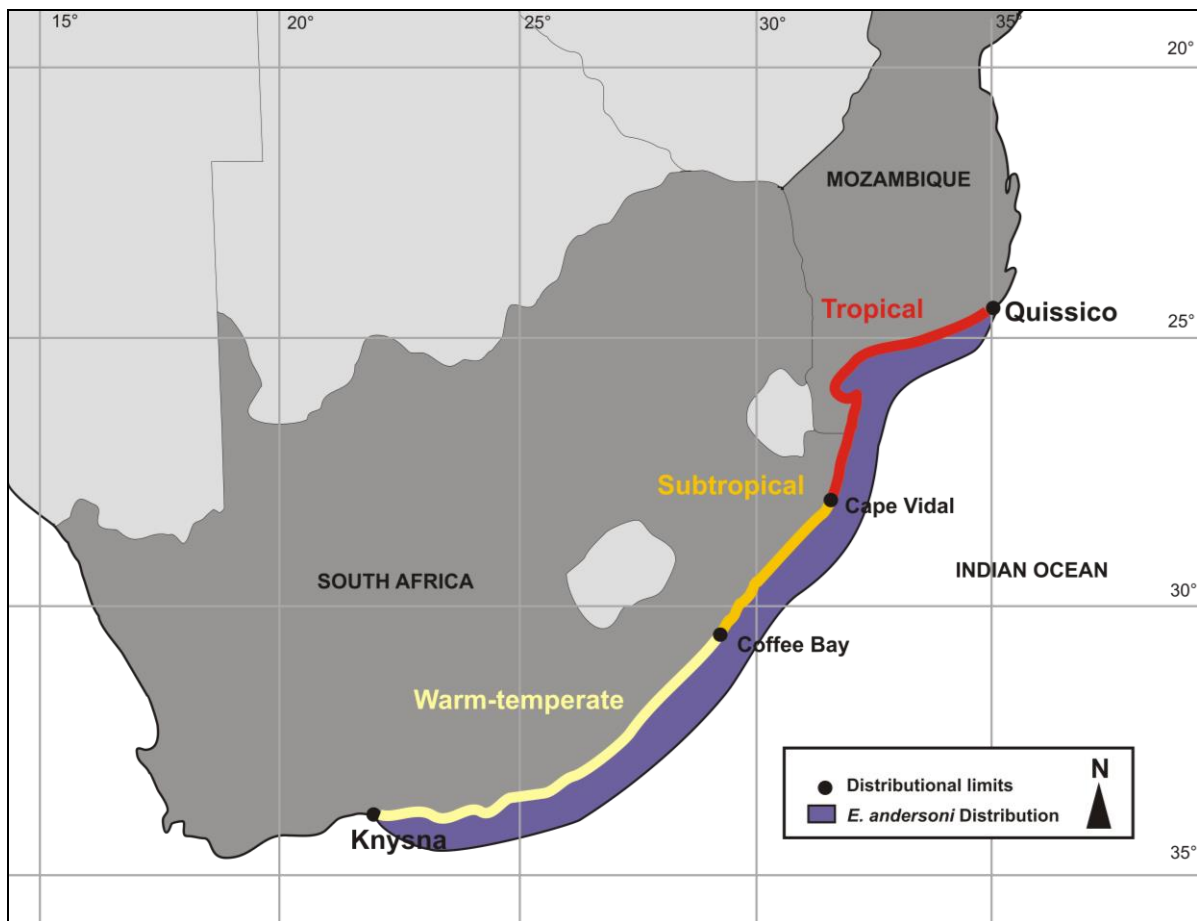 15°
20°
25°
30°
35°
20°
MOZAMBIQUE
Tropical
Quissico
25°
Subtropical
Cape Vidal
SOUTH AFRICA
INDIAN OCEAN
30°
Coffee Bay
Warm-temperate
Distributional limits
N
E. andersoni Distribution
Knysna
35°